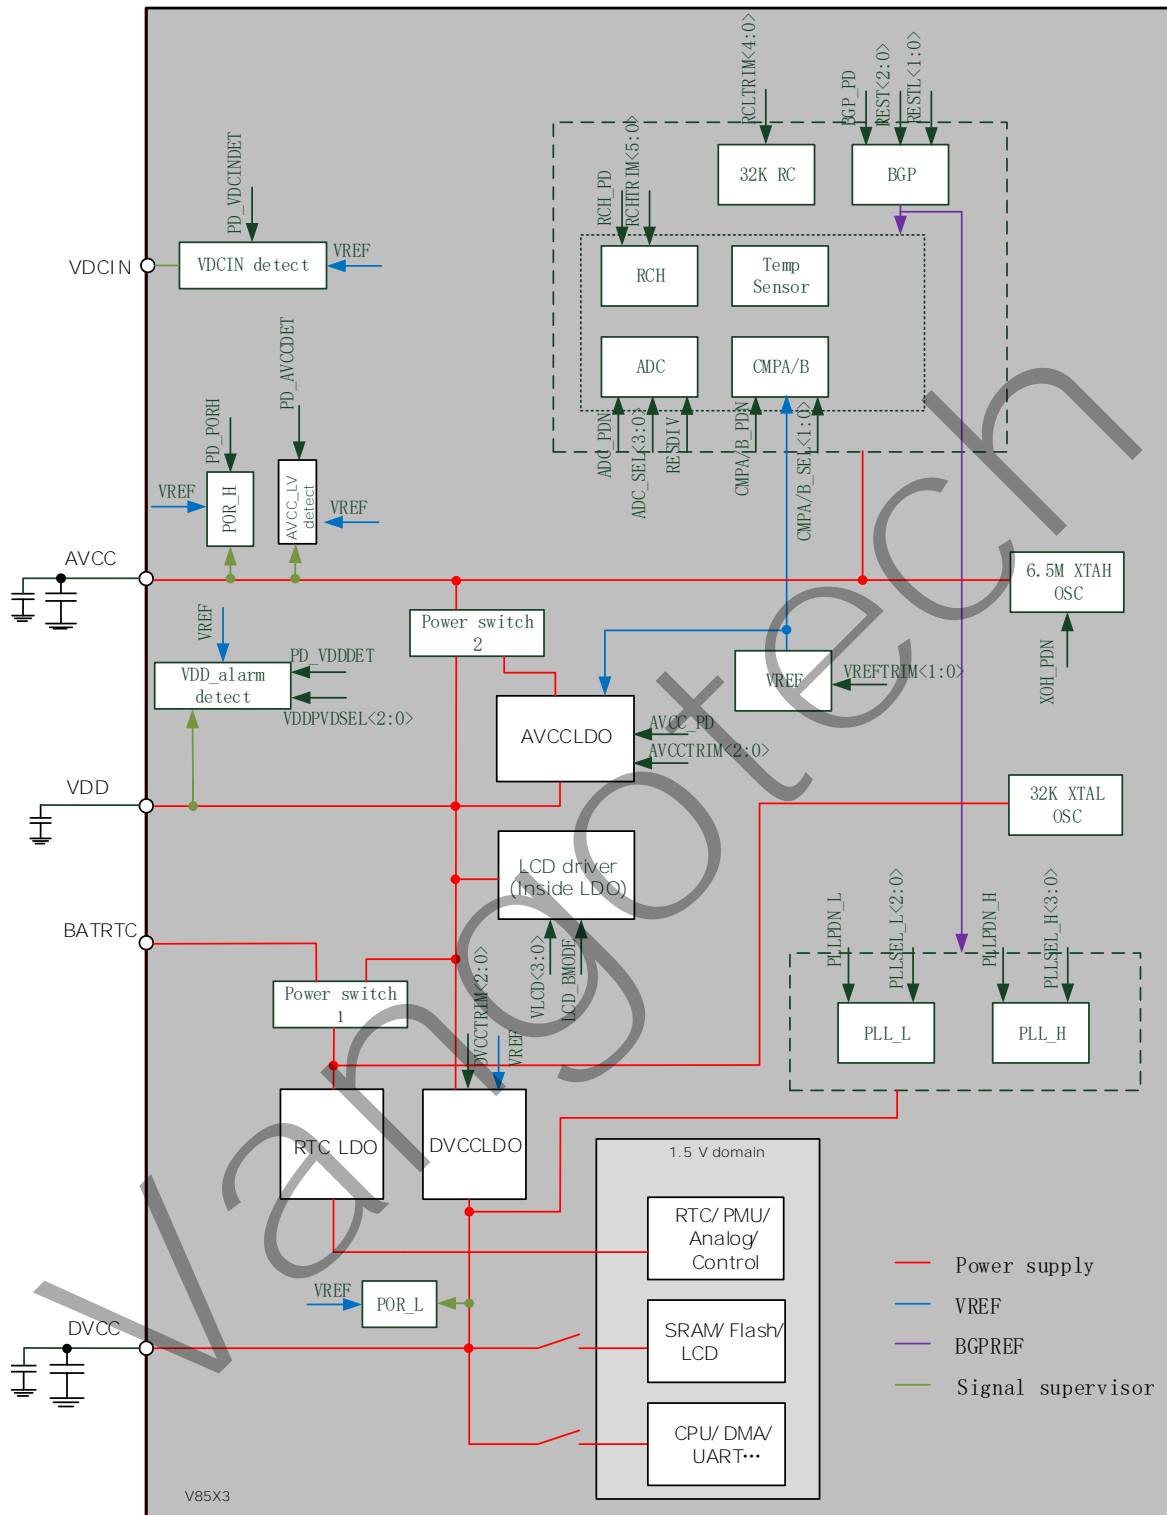 RCLTRIM<4:0>
BGP_PD
REST<2:0>
RESTL<1:0>
32K RC
BGP
PD_VDCINDET
RCH_PD
RCHTRIM<5:0>
VDCIN
VDCIN detect
VREF
RCH
Temp
Sensor
ADC
CMPA/B
ADC_PDN
ADC_SEL<3:0>
RESDIV
CMPA/B_PDN
CMPA/B_SEL<1:0>
PD_PORH
PD_AVCCDET
VREF
POR_H
AVCC_LV
detect
VREF
AVCC
6.5M XTAH
OSC
XOH_PDN
Power switch
2
VREF
VDD_alarm
detect
PD_VDDDET
VDDPVDSEL<2:0>
VREF
VREFTRIM<1:0>
AVCCLDO
AVCC_PD
AVCCTRIM<2:0>
VDD
32K XTAL
OSC
LCD driver
(Inside LDO)
VLCD<3:0>
LCD_BMODF
BATRTC
Power switch
1
DVCCTRIM<2:0>
VREF
PLLPDN_L
PLLSEL_L<2:0>
PLLPDN_H
PLLSEL_H<3:0>
PLL_L
PLL_H
RTC LDO
DVCCLDO
1.5 V domain
RTC/PMU/
Analog/
Control
VREF
POR_L
SRAM/Flash/
LCD
DVCC
CPU/DMA/
UART…
Power supply
VREF
BGPREF
Signal supervisor
V85X3
Vangotech